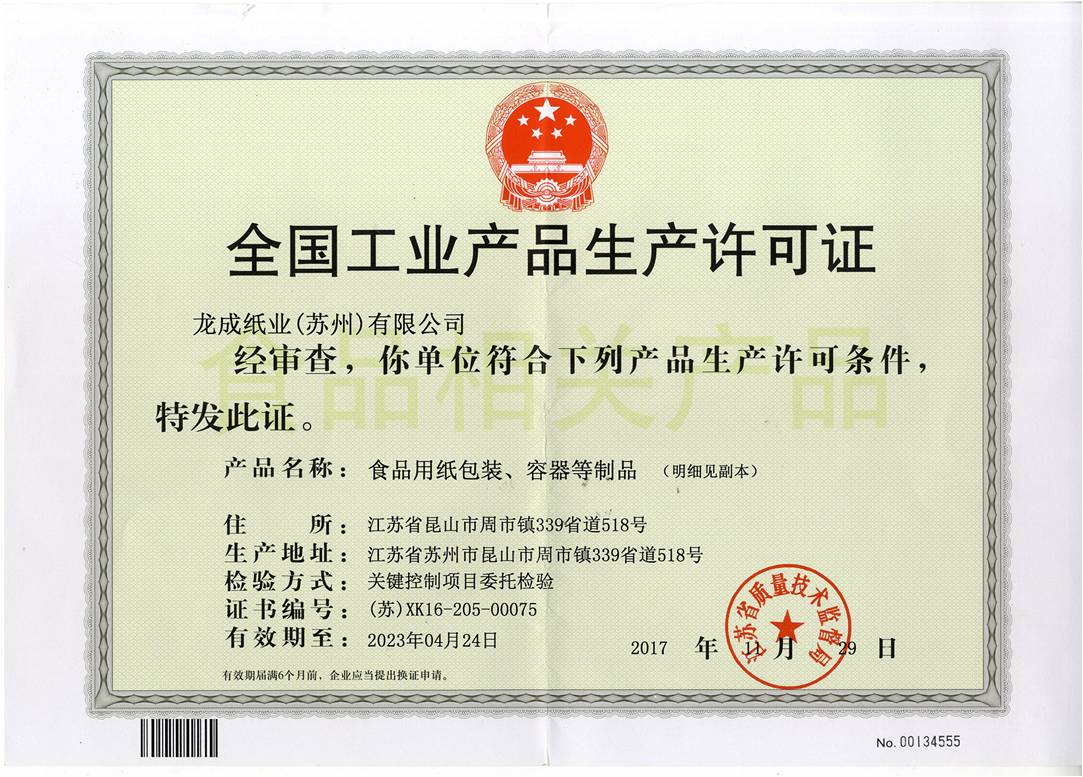 全国工业产品生产许可证
食品相关产品
龙成纸业(苏州)有限公司
经审查，你单位符合下列产品生产许可条件，
特发此证。
产品名称：食品用纸包装、容器等制品（明细见副本）
住所：江苏省昆山市周市镇339省道518号
生产地址：江苏省苏州市昆山市周市镇339省道518号
检验方式：关键控制项目委托检验
证书编号：(苏)XK16-205-00075
有效期至：2023年04月24日
2017 年 11 月 29 日
江苏省质量技术监督局
有效期届满6个月前，企业应当提出换证申请。
No. 00134555